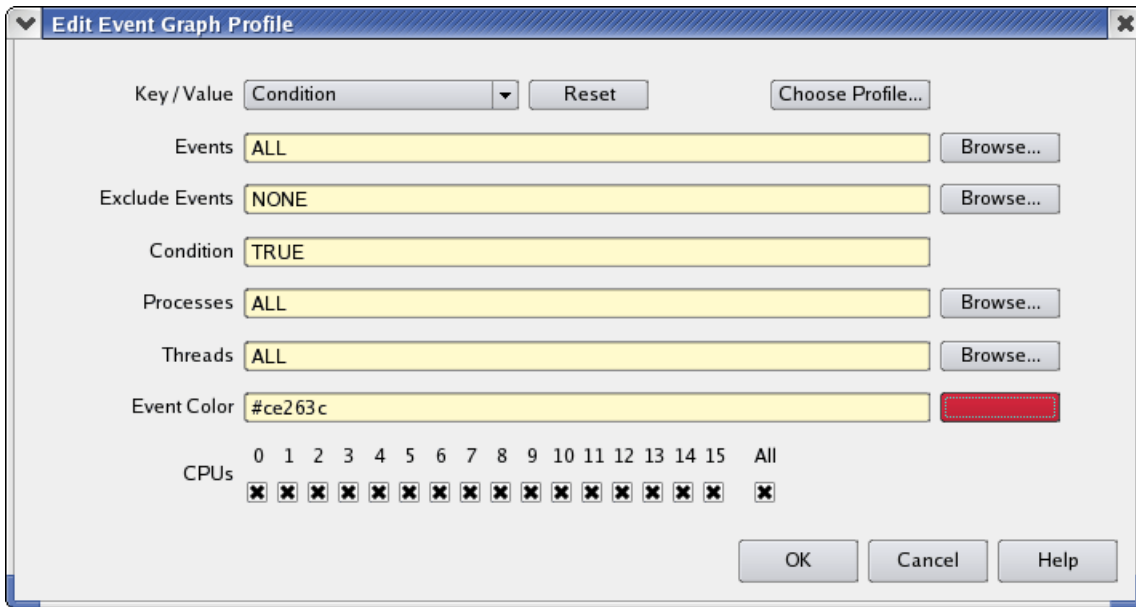 Edit Event Graph Profile
Key / Value Condition Reset Choose Profile...
Events ALL Browse...
Exclude Events NONE Browse...
Condition TRUE
Processes ALL Browse...
Threads ALL Browse...
Event Color #ce263c
0 1 2 3 4 5 6 7 8 9 10 11 12 13 14 15 All
CPUs
OK Cancel Help